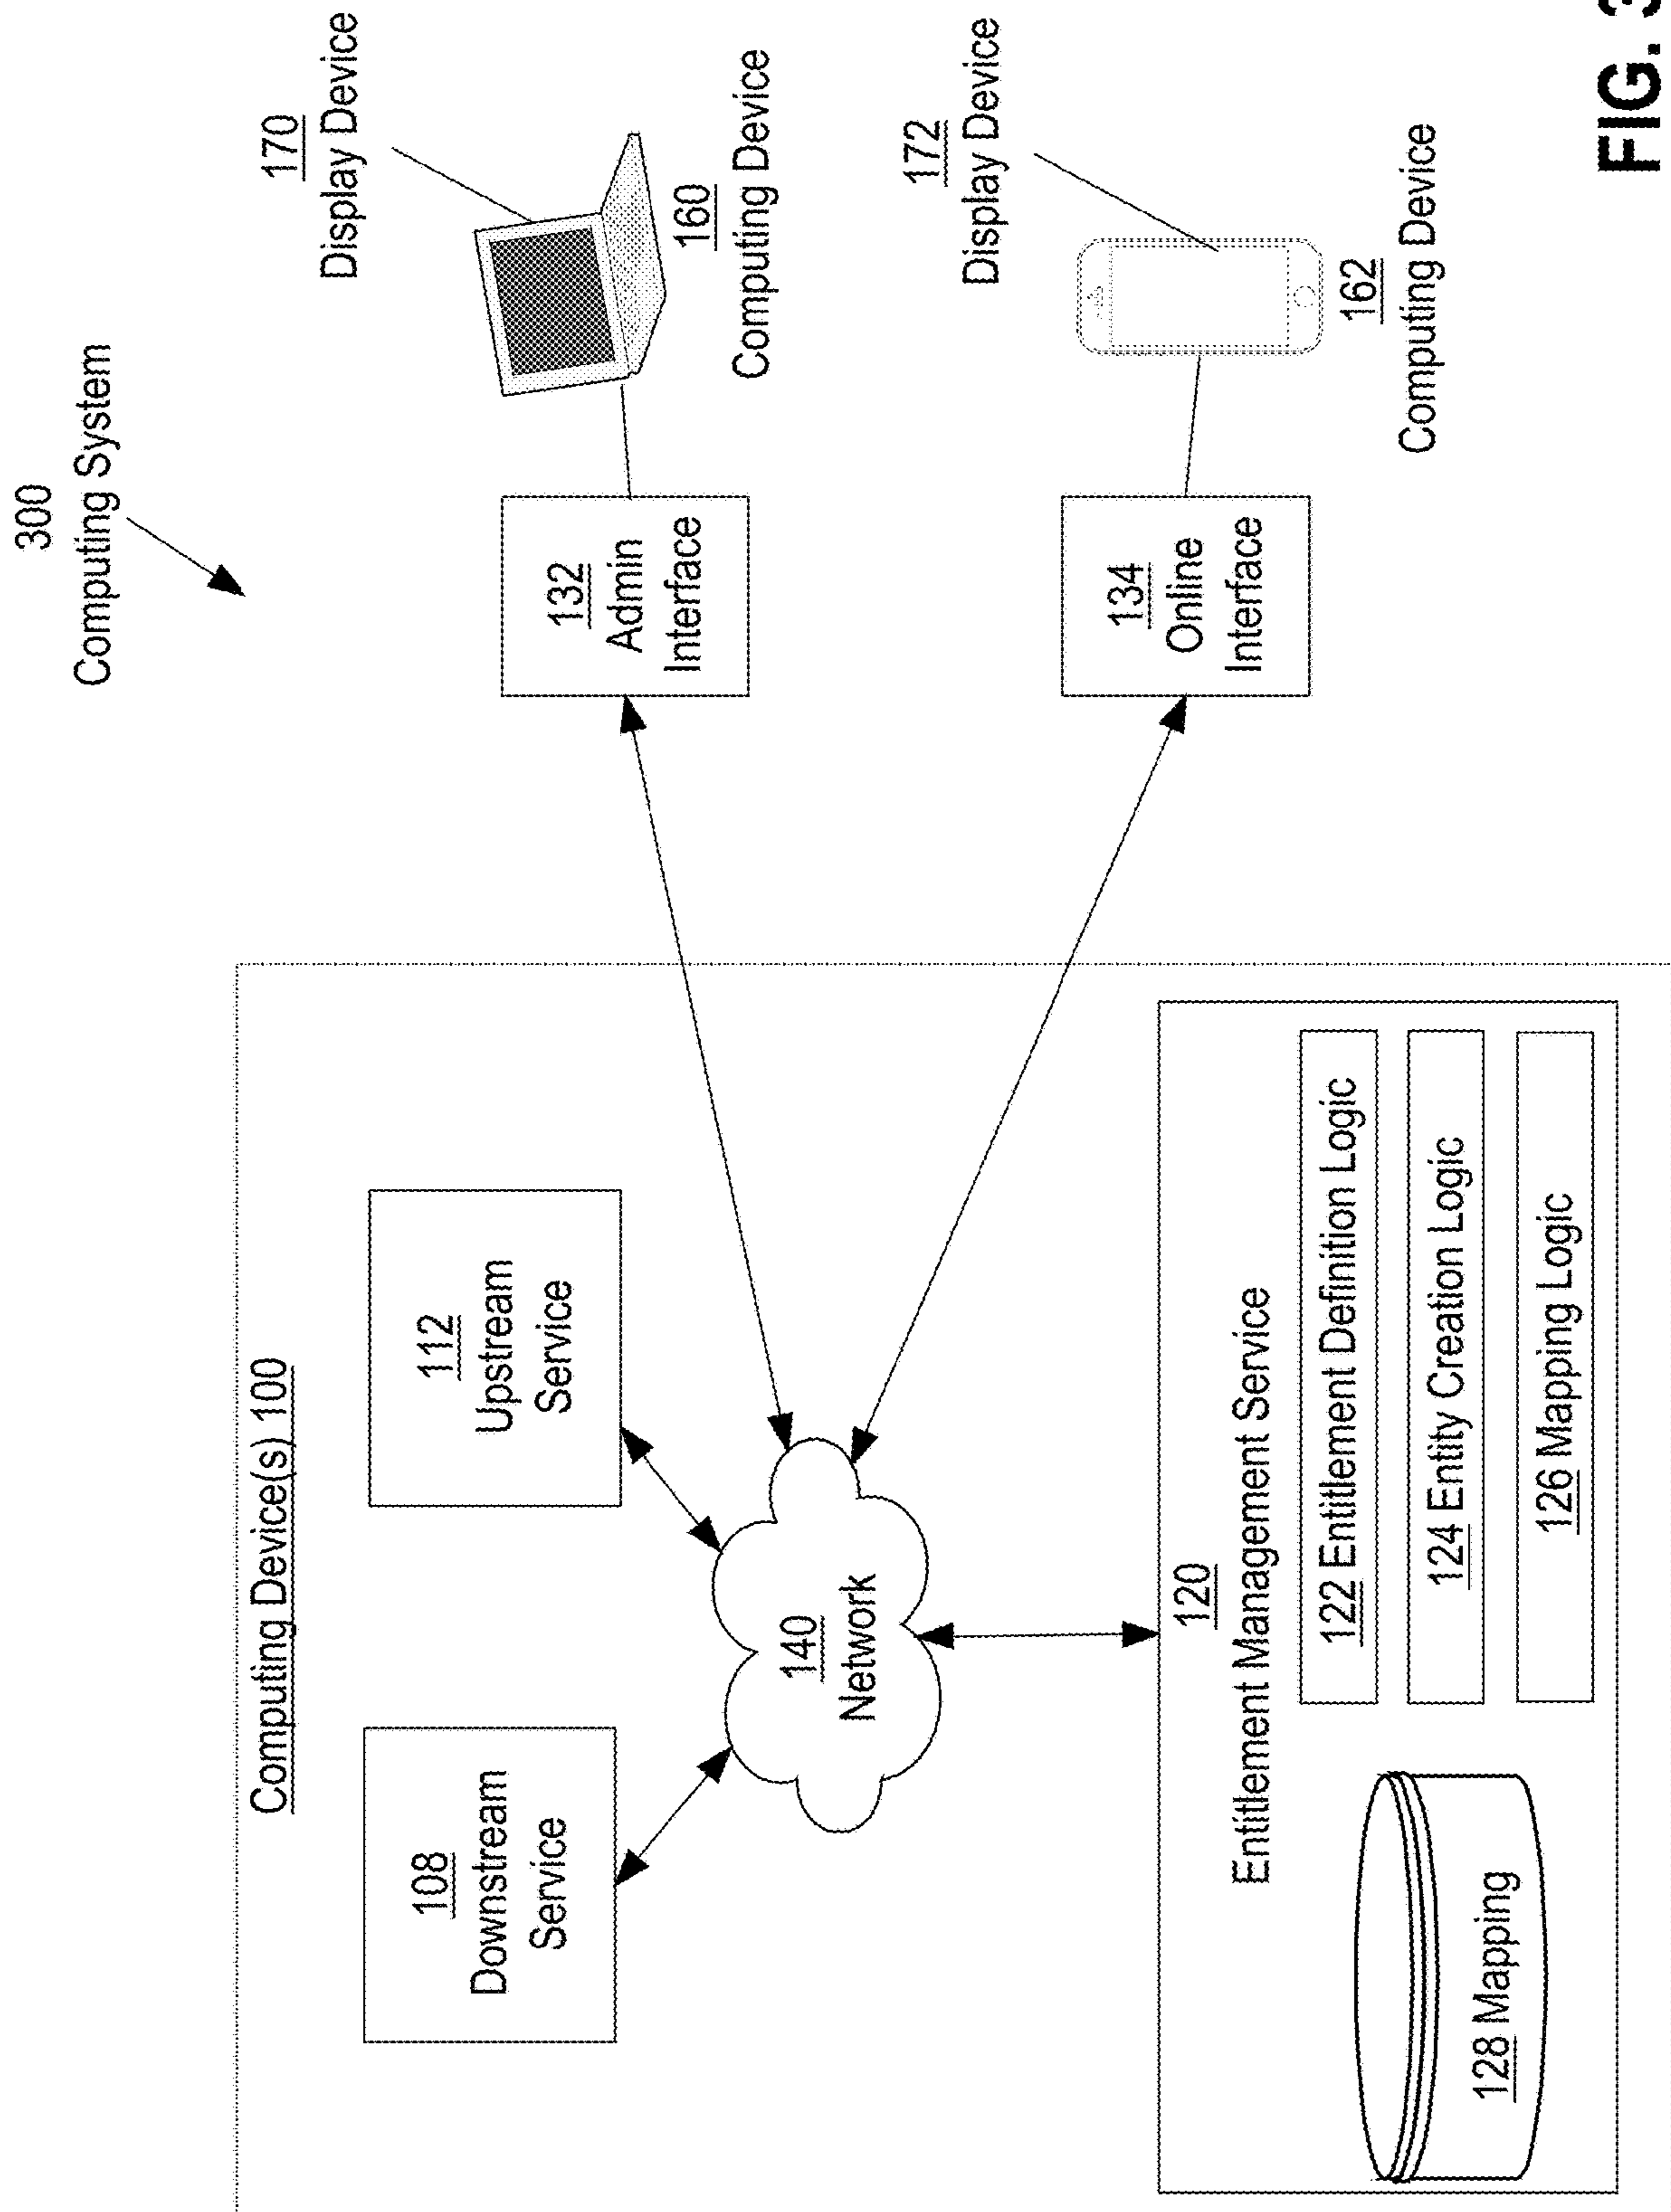 300
Computing System
Computing Device(s) 100
108
Downstream
Service
112
Upstream
Service
140
Network
132
Admin
Interface
170
Display Device
160
Computing Device
134
Online
Interface
172
Display Device
162
Computing Device
120
Entitlement Management Service
122 Entitlement Definition Logic
124 Entity Creation Logic
126 Mapping Logic
128 Mapping
FIG. 3